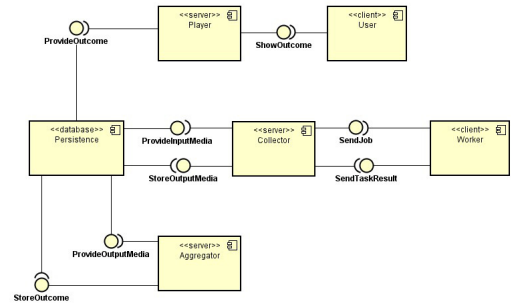 <<server>>
Player
<<client>>
User
ProvideOutcome
ShowOutcome
<<database>>
Persistence
<<server>>
Collector
<<client>>
Worker
ProvideInputMedia
SendJob
StoreOutputMedia
SendTaskResult
<<server>>
Aggregator
ProvideOutputMedia
StoreOutcome